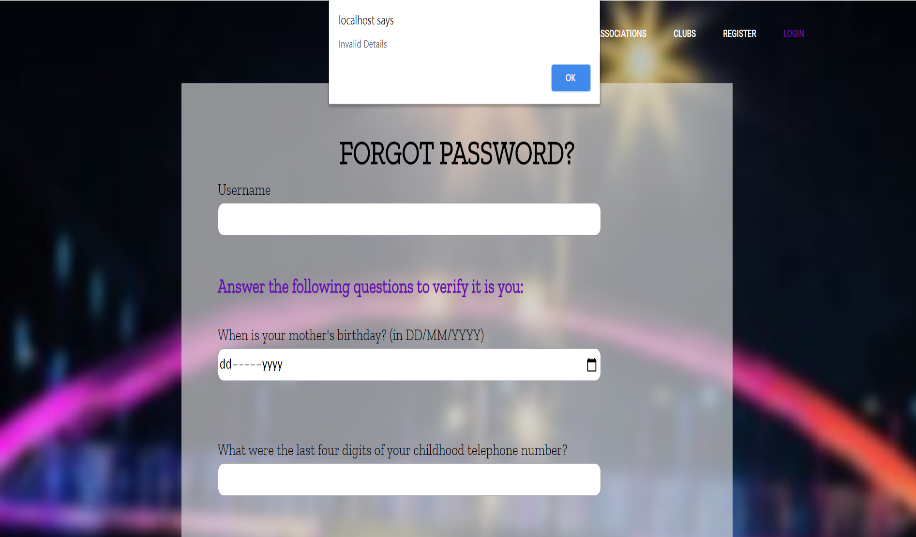 localhost says
Invalid Details
OK
CLUBS
REGISTER
LOGIN
FORGOT PASSWORD?
Username
Answer the following questions to verify it is you:
When is your mother's birthday? (in DD/MM/YYYY)
dd-----yyyy
What were the last four digits of your childhood telephone number?